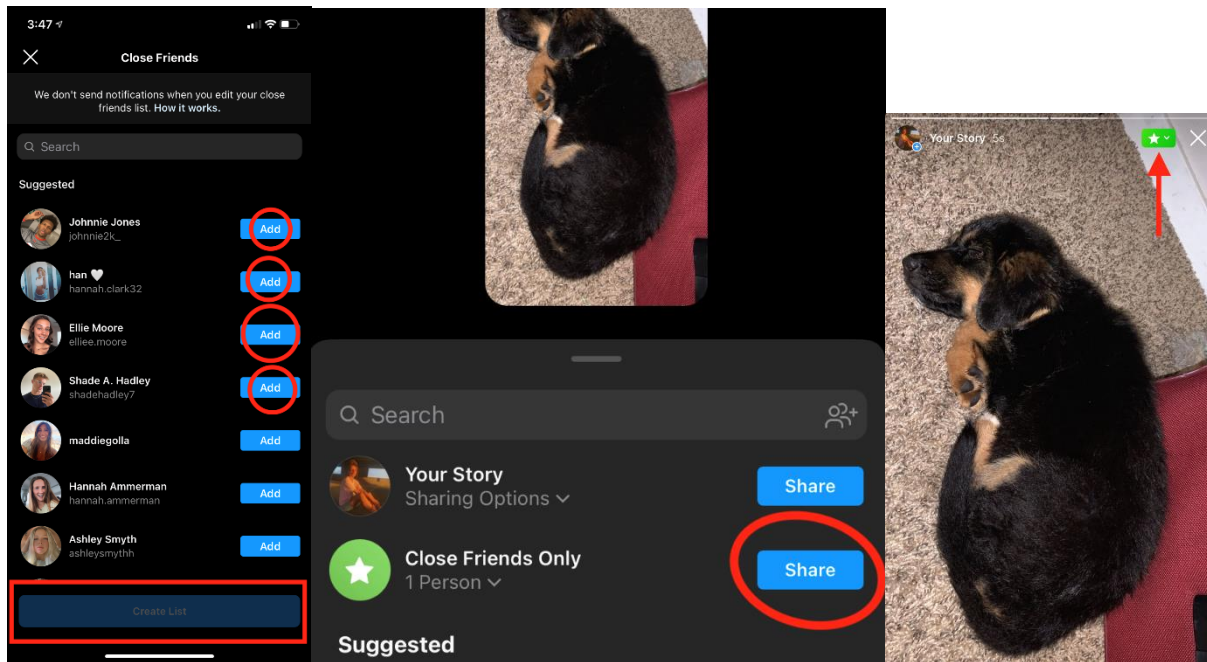 3:47
Close Friends
We don't send notifications when you edit your close
friends list. How it works.
Search
Suggested
Johnnie Jones
johnnie2k_
Add
han 🤍
hannah.clark32
Add
Ellie Moore
elliee.moore
Add
Shade A. Hadley
shadehadley7
Add
maddiegolla
Add
Hannah Ammerman
hannah.ammerman
Add
Ashley Smyth
ashleysmythh
Add
Create List
Search
Your Story
Sharing Options
Share
Close Friends Only
1 Person
Share
Suggested
Your Story 5s